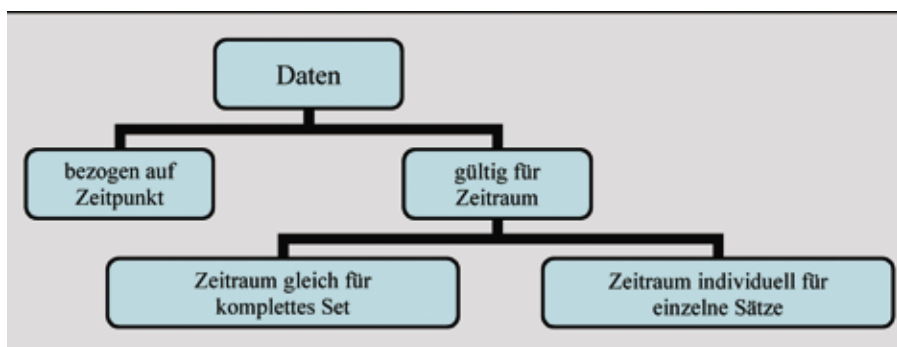 Daten
bezogen auf
Zeitpunkt
gültig für
Zeitraum
Zeitraum gleich für
komplettes Set
Zeitraum individuell für
einzelne Sätze